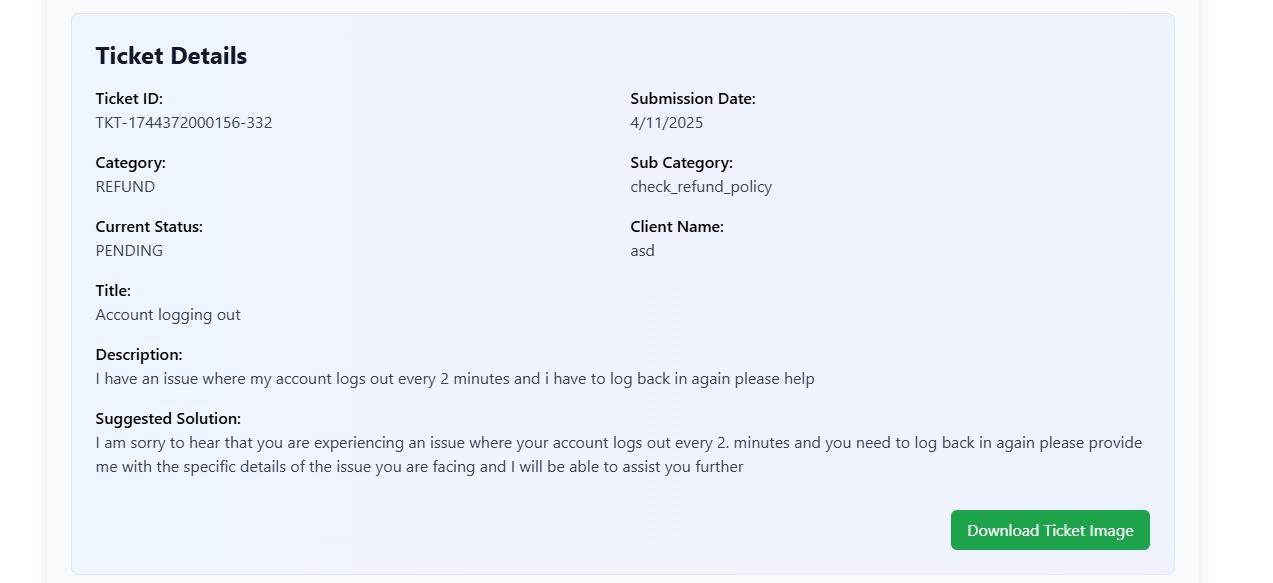 Ticket Details
Ticket ID:
TKT-1744372000156-332
Submission Date:
4/11/2025
Category:
REFUND
Sub Category:
check_refund_policy
Current Status:
PENDING
Client Name:
asd
Title:
Account logging out
Description:
I have an issue where my account logs out every 2 minutes and i have to log back in again please help
Suggested Solution:
I am sorry to hear that you are experiencing an issue where your account logs out every 2. minutes and you need to log back in again please provide
me with the specific details of the issue you are facing and I will be able to assist you further
Download Ticket Image